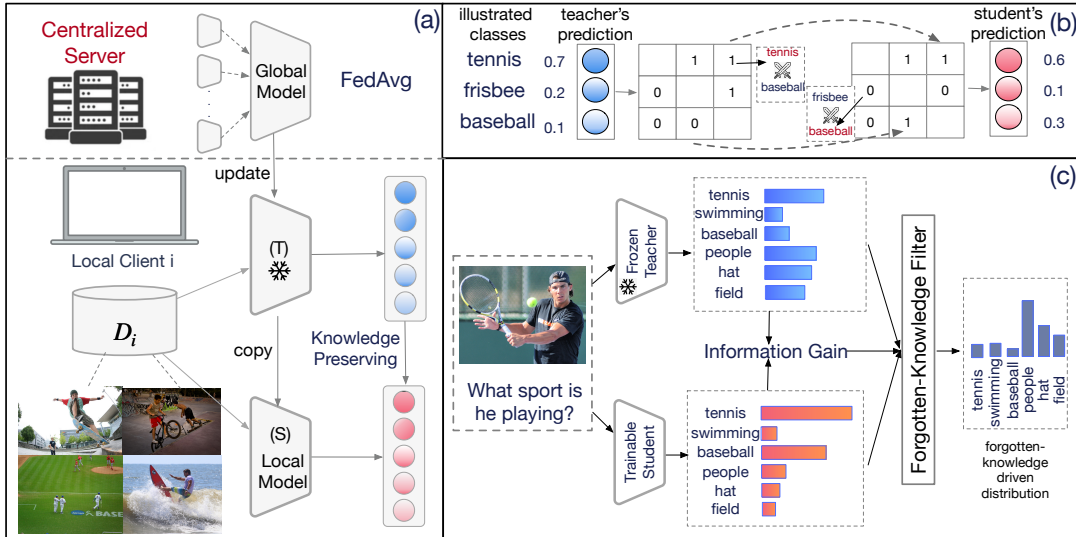 (a)
Centralized
Server
Global
Model
FedAvg
update
Local Client i
D_i
(T)
copy
Knowledge
Preserving
(S)
Local
Model
BASE
(b)
illustrated
classes
teacher's
prediction
student's
prediction
tennis
0.7
frisbee
0.2
baseball
0.1
1
1
0
1
0
0
tennis
baseball
frisbee
baseball
1
1
0
0
0
1
0.6
0.1
0.3
(c)
What sport is
he playing?
Frozen
Teacher
Trainable
Student
tennis
swimming
baseball
people
hat
field
Information Gain
tennis
swimming
baseball
people
hat
field
Forgotten-Knowledge Filter
tennis
swimming
baseball
people
hat
field
forgotten-
knowledge
driven
distribution